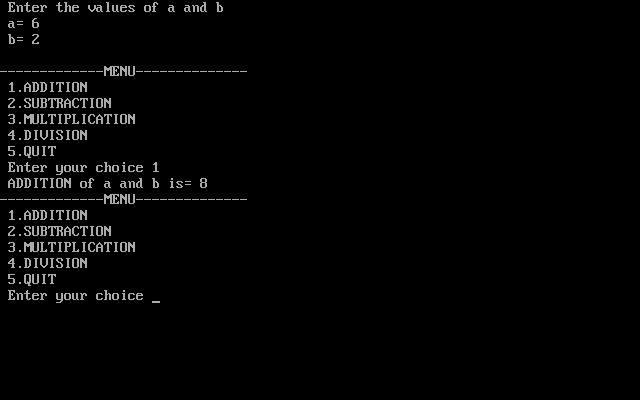 Enter the values of a and b
a= 6
b= 2
-------------MENU--------------
1.ADDITION
2.SUBTRACTION
3.MULTIPLICATION
4.DIVISION
5.QUIT
Enter your choice 1
ADDITION of a and b is= 8
-------------MENU--------------
1.ADDITION
2.SUBTRACTION
3.MULTIPLICATION
4.DIVISION
5.QUIT
Enter your choice _